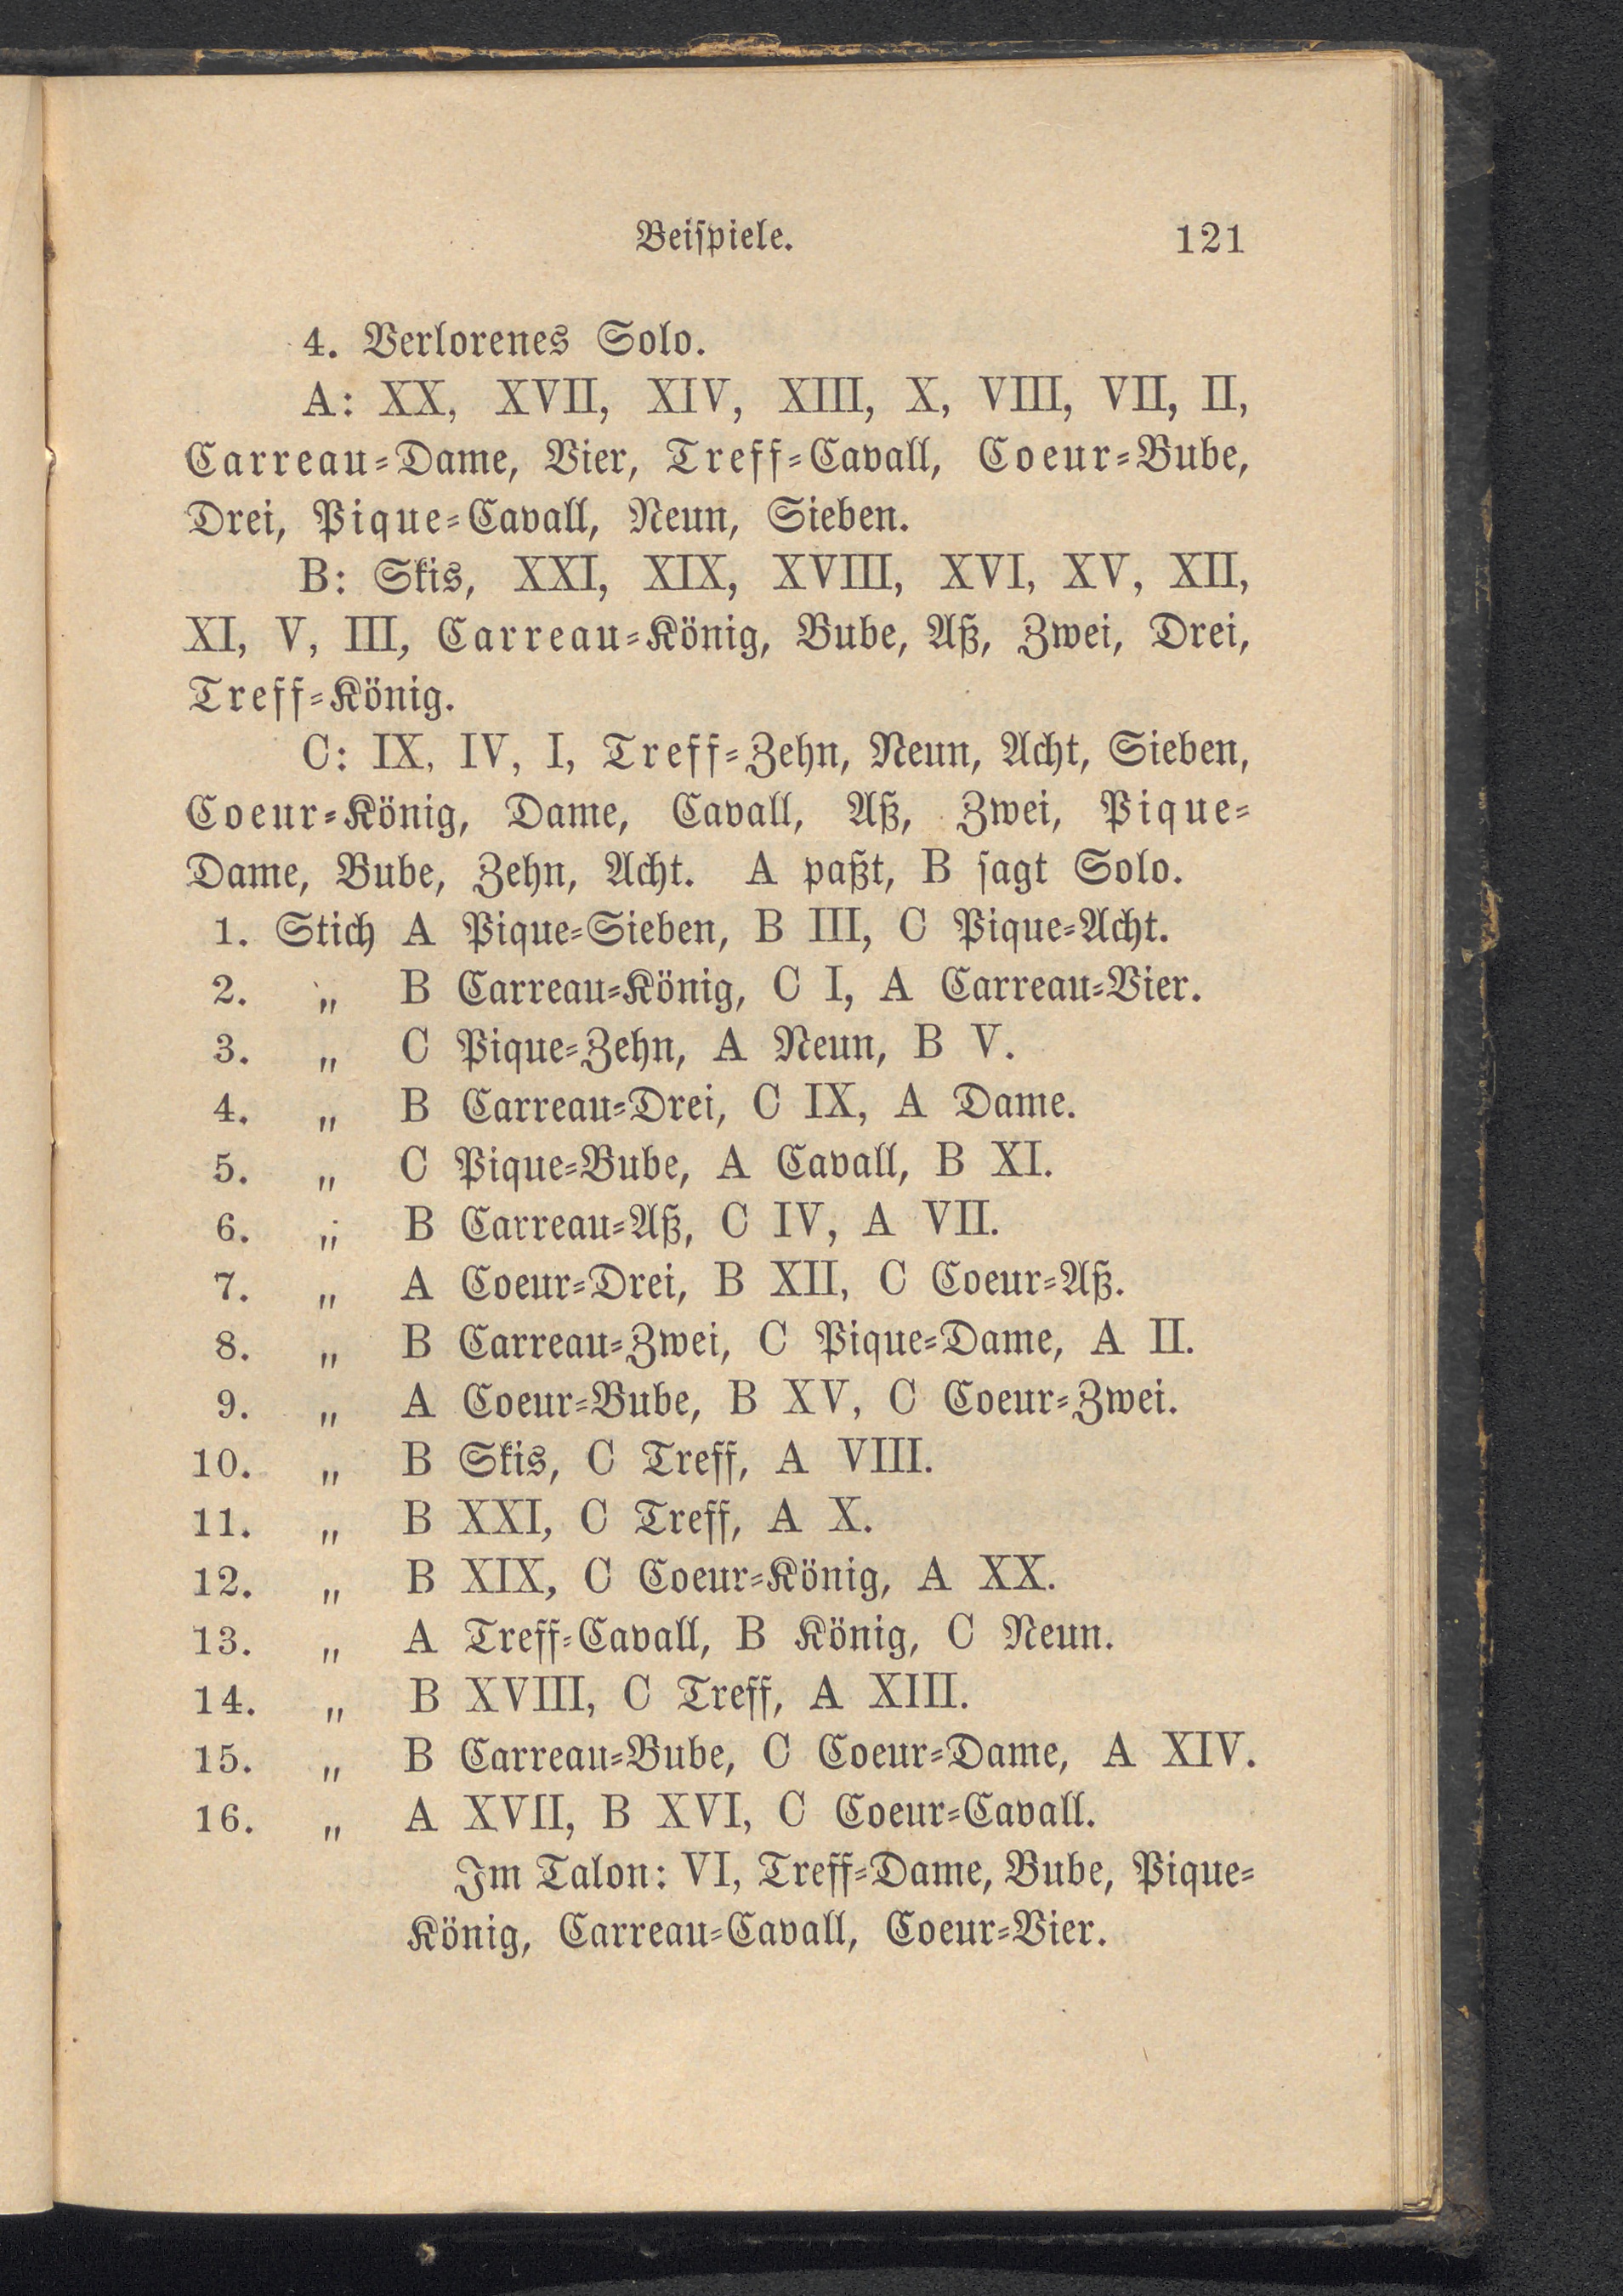 Beispiele. 121
4. Verlorenes Solo.
A: XX, XVII, XIV, XIII, X, VIII, VII, II,
Carreau-Dame, Vier, Treff-Cavall, Coeur-Bube,
Drei, Pique-Cavall, Neun, Sieben.
B: Skis, XXI, XIX, XVIII, XVI, XV, XII,
XI, V, III, Carreau-König, Bube, Aß, Zwei, Drei,
Treff-König.
C: IX, IV, I, Treff-Zehn, Neun, Acht, Sieben,
Coeur-König, Dame, Cavall, Aß, Zwei, Pique-
Dame, Bube, Zehn, Acht. A paßt, B sagt Solo.
1. Stich A Pique-Sieben, B III, C Pique-Acht.
2. „ B Carreau-König, C I, A Carreau-Vier.
3. „ C Pique-Zehn, A Neun, B V.
4. „ B Carreau-Drei, C IX, A Dame.
5. „ C Pique-Bube, A Cavall, B XI.
6. „ B Carreau-Aß, C IV, A VII.
7. „ A Coeur-Drei, B XII, C Coeur-Aß.
8. „ B Carreau-Zwei, C Pique-Dame, A II.
9. „ A Coeur-Bube, B XV, C Coeur-Zwei.
10. „ B Skis, C Treff, A VIII.
11. „ B XXI, C Treff, A X.
12. „ B XIX, C Coeur-König, A XX.
13. „ A Treff-Cavall, B König, C Neun.
14. „ B XVIII, C Treff, A XIII.
15. „ B Carreau-Bube, C Coeur-Dame, A XIV.
16. „ A XVII, B XVI, C Coeur-Cavall.
Im Talon: VI, Treff-Dame, Bube, Pique-
König, Carreau-Cavall, Coeur-Vier.